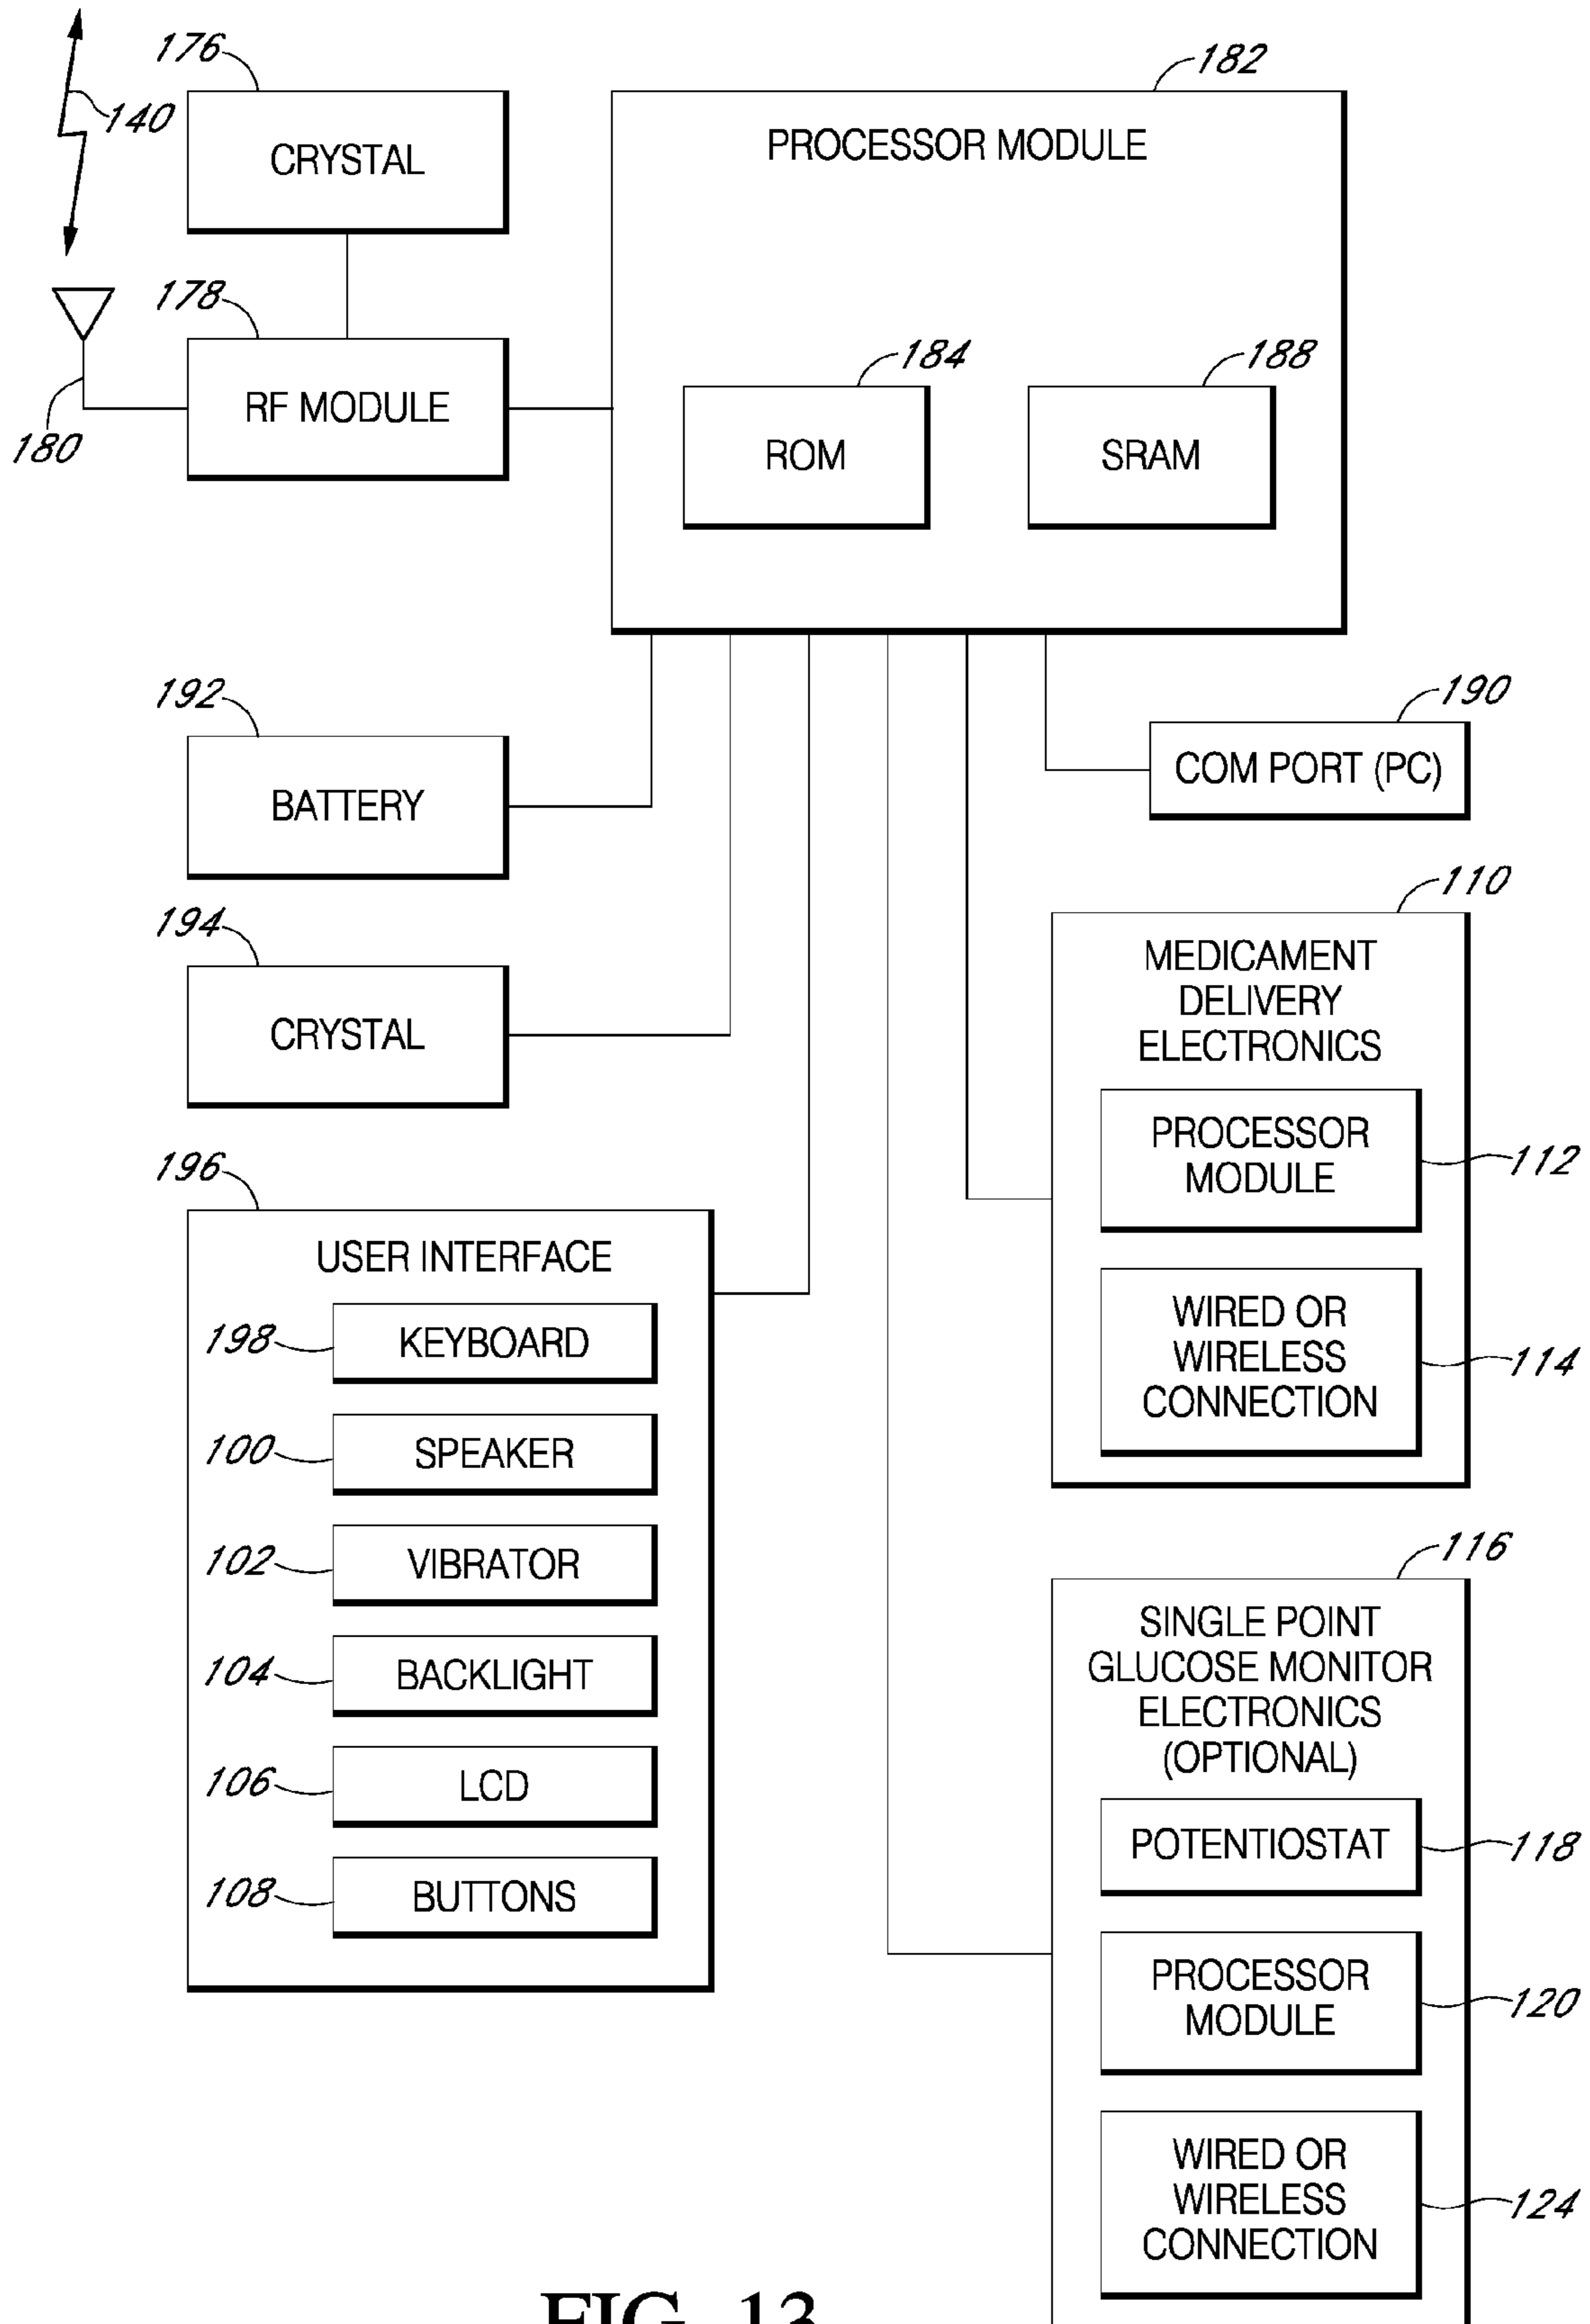 176
182
140
CRYSTAL
PROCESSOR MODULE
178
184
188
RF MODULE
ROM
SRAM
180
192
190
BATTERY
COM PORT (PC)
194
110
CRYSTAL
MEDICAMENT
DELIVERY
ELECTRONICS
PROCESSOR
MODULE
112
WIRED OR
WIRELESS
CONNECTION
114
196
USER INTERFACE
198
KEYBOARD
100
SPEAKER
102
VIBRATOR
104
BACKLIGHT
106
LCD
108
BUTTONS
116
SINGLE POINT
GLUCOSE MONITOR
ELECTRONICS
(OPTIONAL)
POTENTIOSTAT
118
PROCESSOR
MODULE
120
WIRED OR
WIRELESS
CONNECTION
124
FIG. 13